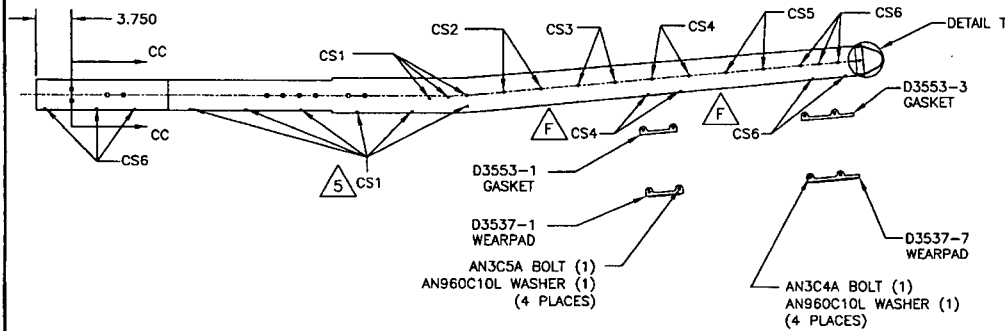 3.750
CC
CC
CS6
5
CS1
CS1
CS2
CS3
CS4
CS5
CS6
DETAIL T
F
CS4
F
CS6
D3553-3
GASKET
D3553-1
GASKET
D3537-1
WEARPAD
AN3C5A BOLT (1)
AN960C10L WASHER (1)
(4 PLACES)
D3537-7
WEARPAD
AN3C4A BOLT (1)
AN960C10L WASHER (1)
(4 PLACES)